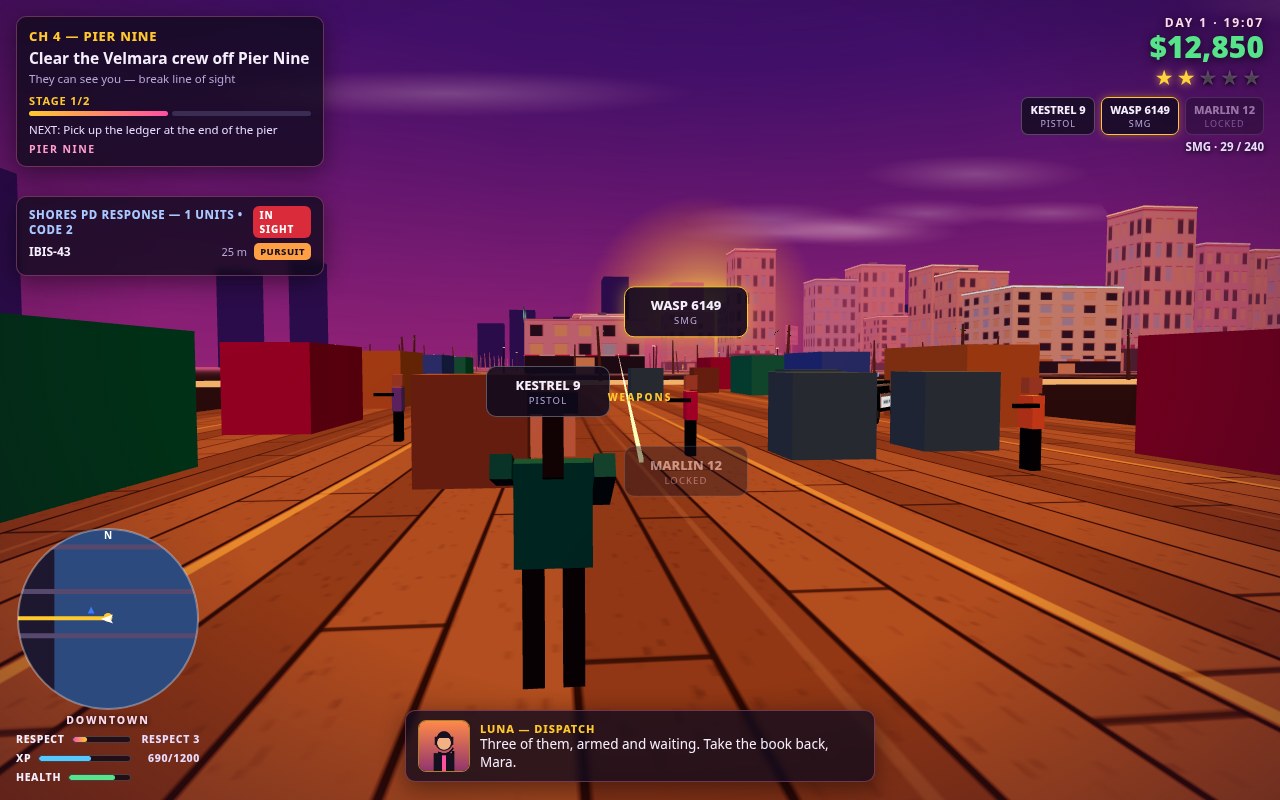 CH 4 — PIER NINE
Clear the Velmara crew off Pier Nine
They can see you — break line of sight
STAGE 1/2
NEXT: Pick up the ledger at the end of the pier
PIER NINE
SHORES PD RESPONSE — 1 UNITS •
CODE 2
IN
SIGHT
IBIS-43
25 m
PURSUIT
DAY 1 · 19:07
$12,850
KESTREL 9
PISTOL
WASP 6149
SMG
MARLIN 12
LOCKED
SMG · 29 / 240
WASP 6149
SMG
KESTREL 9
PISTOL
WEAPONS
MARLIN 12
LOCKED
N
DOWNTOWN
RESPECT
RESPECT 3
XP
690/1200
HEALTH
LUNA — DISPATCH
Three of them, armed and waiting. Take the book back,
Mara.